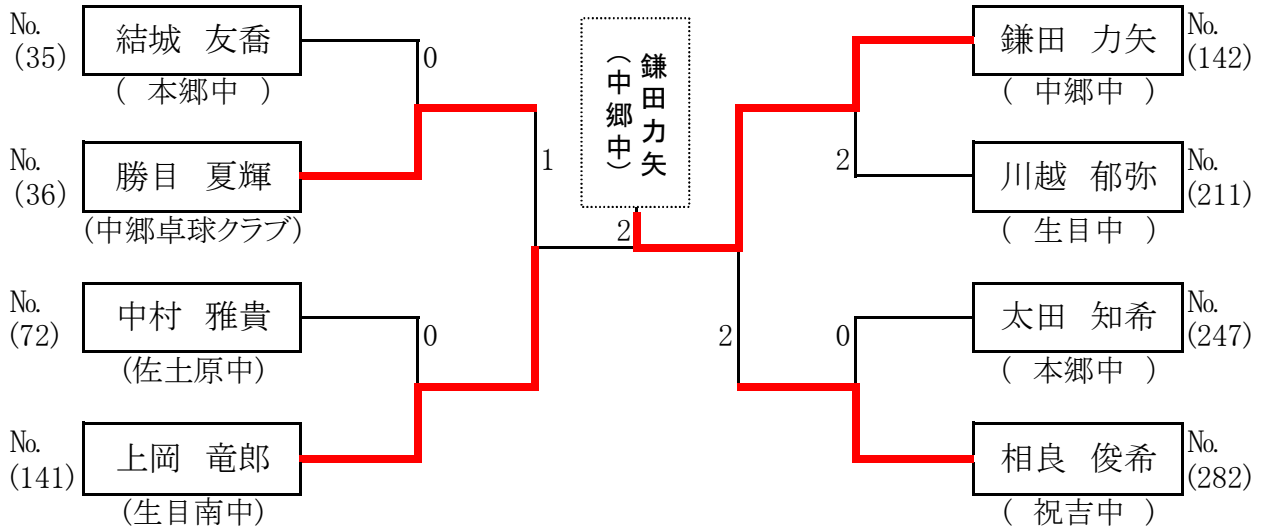 No.
(35)
結城 友喬
( 本郷中 )
0
No.
(36)
勝目 夏輝
(中郷卓球クラブ)
1
No.
(72)
中村 雅貴
(佐土原中)
0
No.
(141)
上岡 竜郎
(生目南中)
鎌田力矢
(中郷中)
2
鎌田 力矢
No.
(142)
( 中郷中 )
2
川越 郁弥
No.
(211)
( 生目中 )
2
太田 知希
No.
(247)
( 本郷中 )
0
相良 俊希
No.
(282)
( 祝吉中 )